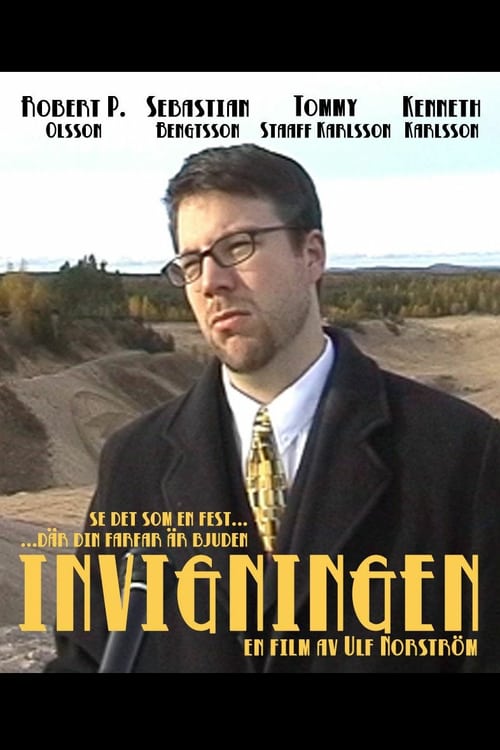 Robert P. Sebastian Tommy Kenneth
Olsson Bengtsson Staaff Karlsson Karlsson
se det som en fest...
...där din farfar är bjuden
INVIGNINGEN
en film av Ulf Norström